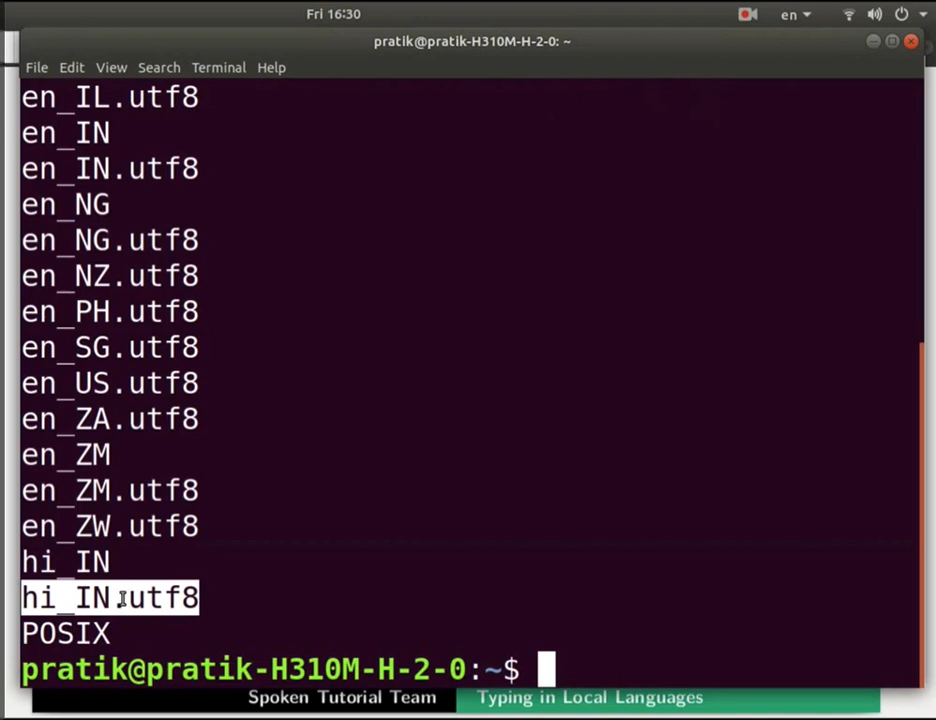 Fri 16:30
en
pratik@pratik-H310M-H-2-0: ~
File Edit View Search Terminal Help
en_IL.utf8
en_IN
en_IN.utf8
en_NG
en_NG.utf8
en_NZ.utf8
en_PH.utf8
en_SG.utf8
en_US.utf8
en_ZA.utf8
en_ZM
en_ZM.utf8
en_ZW.utf8
hi_IN
hi_IN.utf8
POSIX
pratik@pratik-H310M-H-2-0:~$
Spoken Tutorial Team Typing in Local Languages